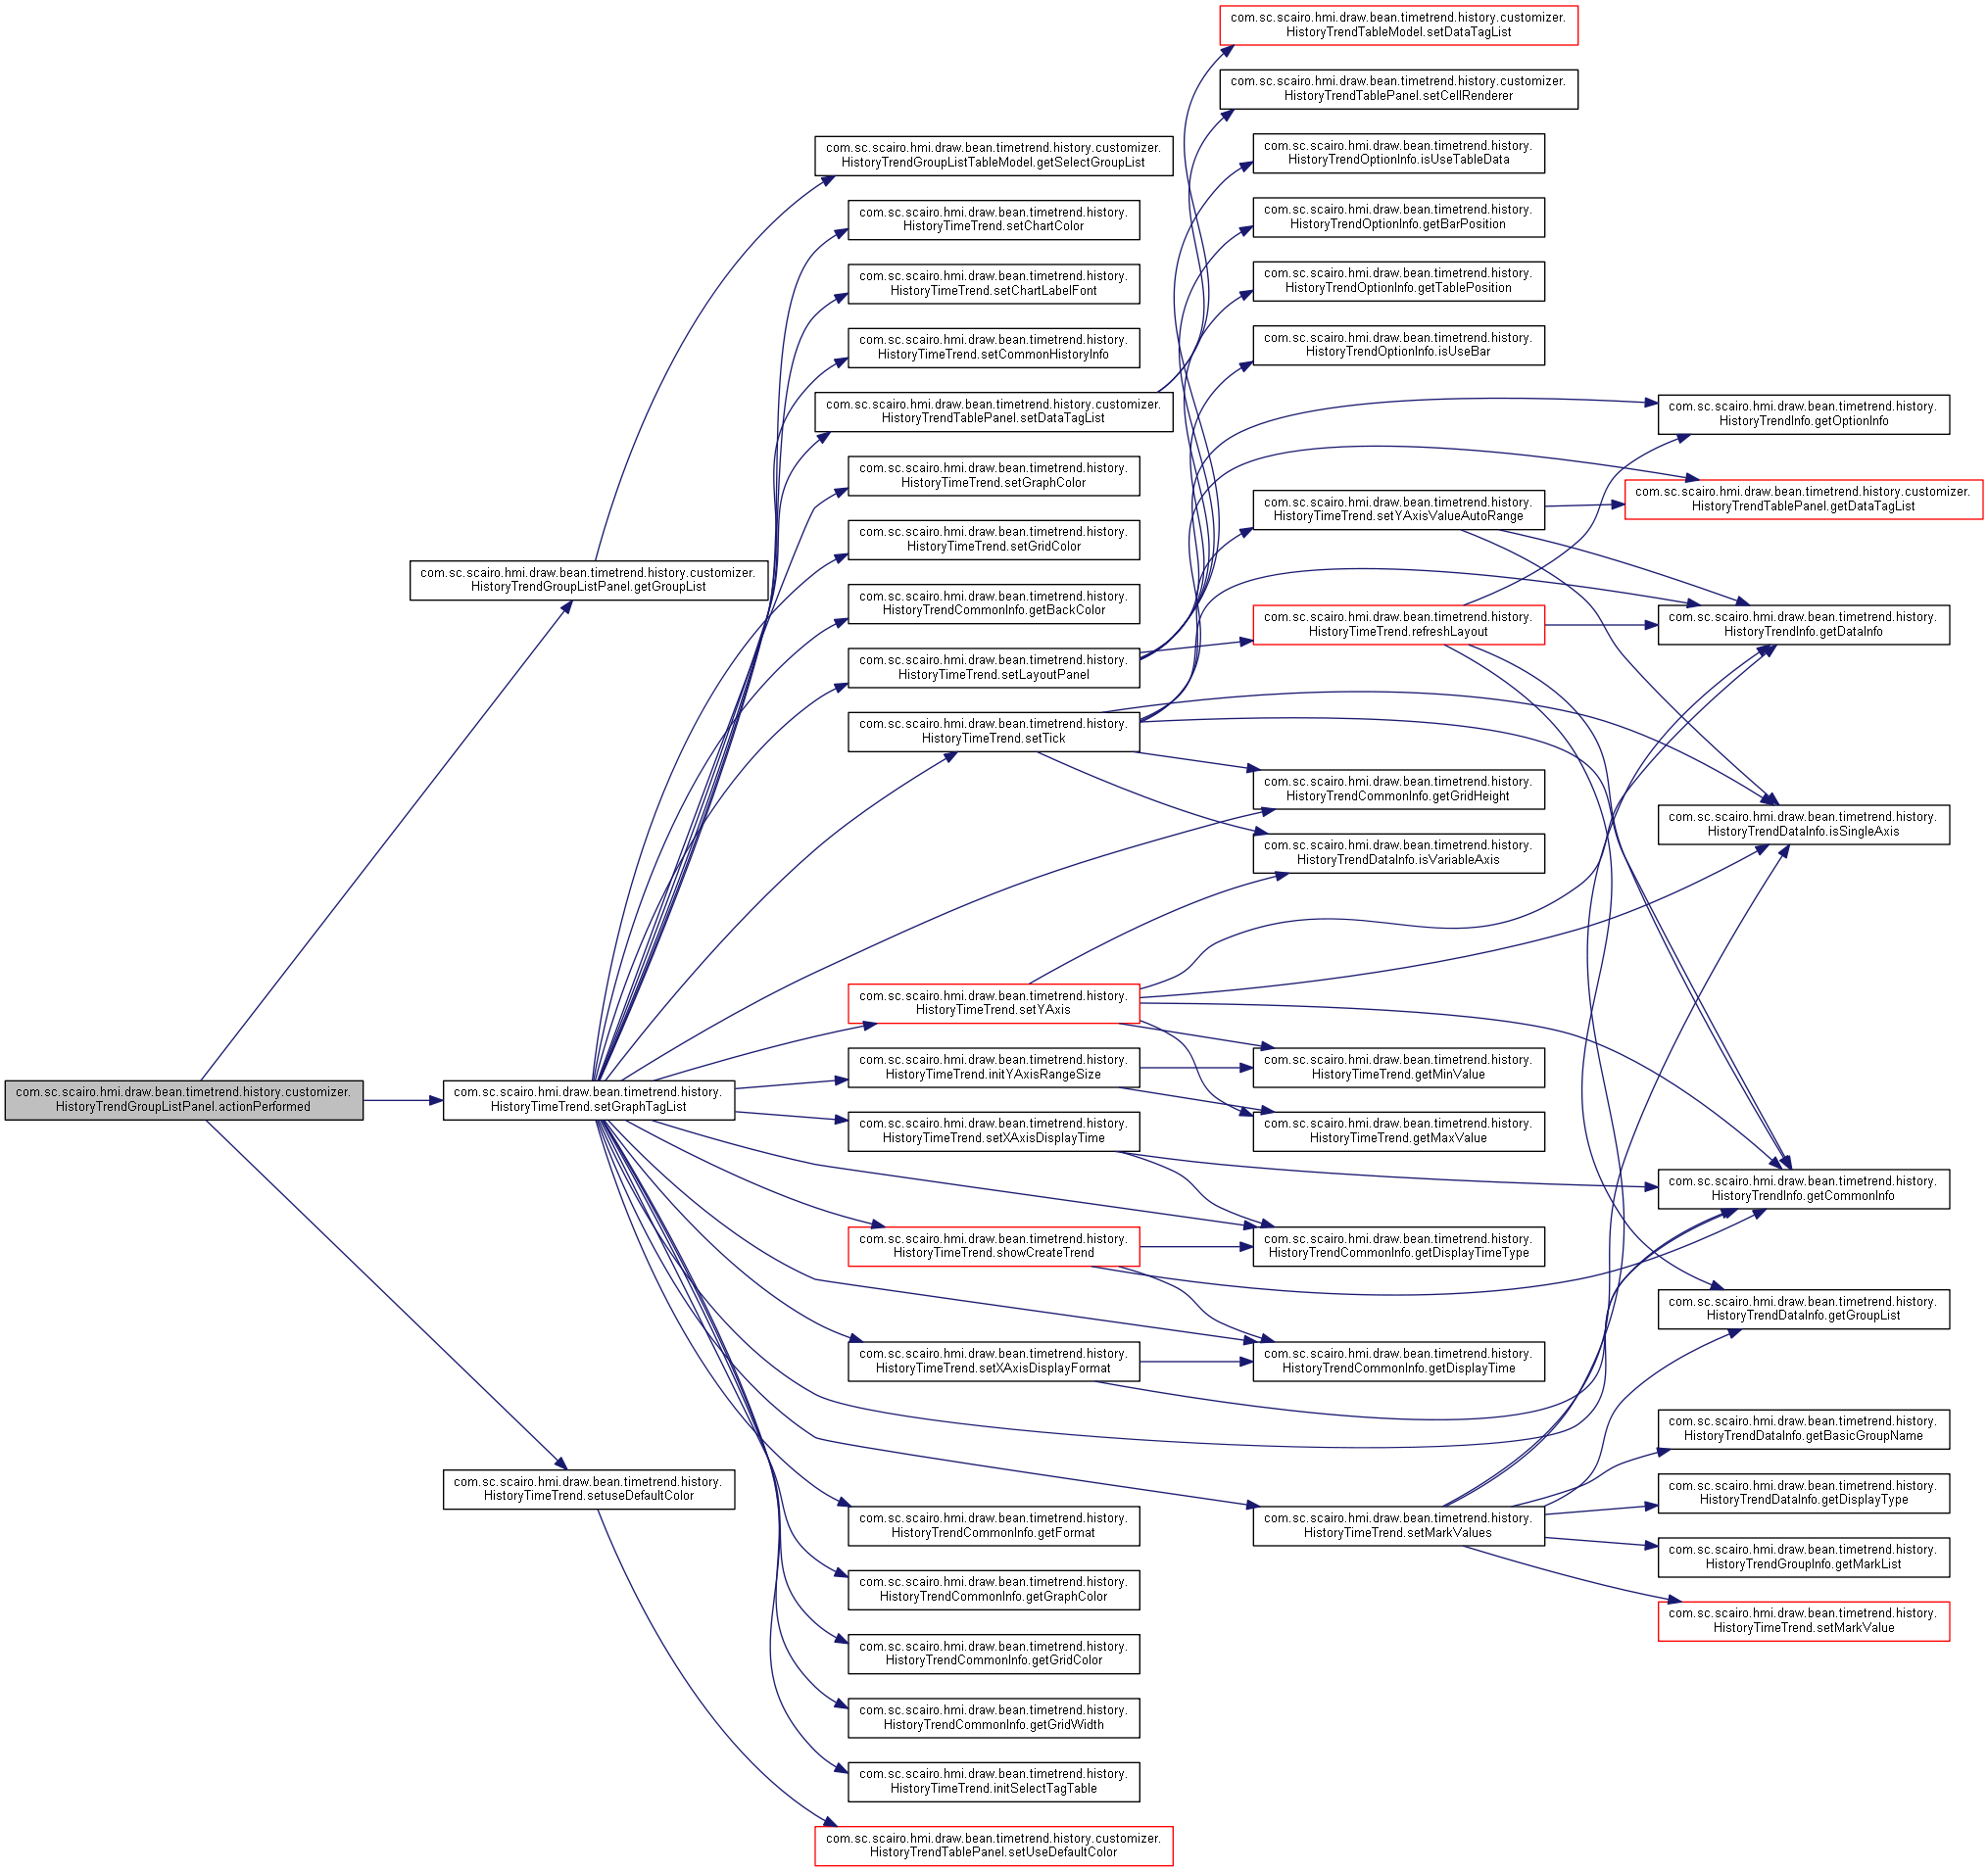 com.sc.scairo.hmi.draw.bean.timetrend.history.customizer.
HistoryTrendGroupListPanel.actionPerformed
com.sc.scairo.hmi.draw.bean.timetrend.history.customizer.
HistoryTrendGroupListPanel.getGroupList
com.sc.scairo.hmi.draw.bean.timetrend.history.
HistoryTimeTrend.setGraphTagList
com.sc.scairo.hmi.draw.bean.timetrend.history.
HistoryTimeTrend.setuseDefaultColor
com.sc.scairo.hmi.draw.bean.timetrend.history.customizer.
HistoryTrendGroupListTableModel.getSelectGroupList
com.sc.scairo.hmi.draw.bean.timetrend.history.
HistoryTimeTrend.setChartColor
com.sc.scairo.hmi.draw.bean.timetrend.history.
HistoryTimeTrend.setChartLabelFont
com.sc.scairo.hmi.draw.bean.timetrend.history.
HistoryTimeTrend.setCommonHistoryInfo
com.sc.scairo.hmi.draw.bean.timetrend.history.customizer.
HistoryTrendTablePanel.setDataTagList
com.sc.scairo.hmi.draw.bean.timetrend.history.
HistoryTimeTrend.setGraphColor
com.sc.scairo.hmi.draw.bean.timetrend.history.
HistoryTimeTrend.setGridColor
com.sc.scairo.hmi.draw.bean.timetrend.history.
HistoryTrendCommonInfo.getBackColor
com.sc.scairo.hmi.draw.bean.timetrend.history.
HistoryTimeTrend.setLayoutPanel
com.sc.scairo.hmi.draw.bean.timetrend.history.
HistoryTimeTrend.setTick
com.sc.scairo.hmi.draw.bean.timetrend.history.
HistoryTimeTrend.setYAxis
com.sc.scairo.hmi.draw.bean.timetrend.history.
HistoryTimeTrend.initYAxisRangeSize
com.sc.scairo.hmi.draw.bean.timetrend.history.
HistoryTimeTrend.setXAxisDisplayTime
com.sc.scairo.hmi.draw.bean.timetrend.history.
HistoryTimeTrend.showCreateTrend
com.sc.scairo.hmi.draw.bean.timetrend.history.
HistoryTimeTrend.setXAxisDisplayFormat
com.sc.scairo.hmi.draw.bean.timetrend.history.
HistoryTrendCommonInfo.getFormat
com.sc.scairo.hmi.draw.bean.timetrend.history.
HistoryTrendCommonInfo.getGraphColor
com.sc.scairo.hmi.draw.bean.timetrend.history.
HistoryTrendCommonInfo.getGridColor
com.sc.scairo.hmi.draw.bean.timetrend.history.
HistoryTrendCommonInfo.getGridWidth
com.sc.scairo.hmi.draw.bean.timetrend.history.
HistoryTimeTrend.initSelectTagTable
com.sc.scairo.hmi.draw.bean.timetrend.history.customizer.
HistoryTrendTablePanel.setUseDefaultColor
com.sc.scairo.hmi.draw.bean.timetrend.history.customizer.
HistoryTrendTableModel.setDataTagList
com.sc.scairo.hmi.draw.bean.timetrend.history.customizer.
HistoryTrendTablePanel.setCellRenderer
com.sc.scairo.hmi.draw.bean.timetrend.history.
HistoryTrendOptionInfo.isUseTableData
com.sc.scairo.hmi.draw.bean.timetrend.history.
HistoryTrendOptionInfo.getBarPosition
com.sc.scairo.hmi.draw.bean.timetrend.history.
HistoryTrendOptionInfo.getTablePosition
com.sc.scairo.hmi.draw.bean.timetrend.history.
HistoryTrendOptionInfo.isUseBar
com.sc.scairo.hmi.draw.bean.timetrend.history.
HistoryTimeTrend.setYAxisValueAutoRange
com.sc.scairo.hmi.draw.bean.timetrend.history.
HistoryTimeTrend.refreshLayout
com.sc.scairo.hmi.draw.bean.timetrend.history.
HistoryTrendCommonInfo.getGridHeight
com.sc.scairo.hmi.draw.bean.timetrend.history.
HistoryTrendDataInfo.isVariableAxis
com.sc.scairo.hmi.draw.bean.timetrend.history.
HistoryTimeTrend.getMinValue
com.sc.scairo.hmi.draw.bean.timetrend.history.
HistoryTimeTrend.getMaxValue
com.sc.scairo.hmi.draw.bean.timetrend.history.
HistoryTrendCommonInfo.getDisplayTimeType
com.sc.scairo.hmi.draw.bean.timetrend.history.
HistoryTrendCommonInfo.getDisplayTime
com.sc.scairo.hmi.draw.bean.timetrend.history.
HistoryTimeTrend.setMarkValues
com.sc.scairo.hmi.draw.bean.timetrend.history.
HistoryTrendInfo.getOptionInfo
com.sc.scairo.hmi.draw.bean.timetrend.history.customizer.
HistoryTrendTablePanel.getDataTagList
com.sc.scairo.hmi.draw.bean.timetrend.history.
HistoryTrendInfo.getDataInfo
com.sc.scairo.hmi.draw.bean.timetrend.history.
HistoryTrendDataInfo.isSingleAxis
com.sc.scairo.hmi.draw.bean.timetrend.history.
HistoryTrendInfo.getCommonInfo
com.sc.scairo.hmi.draw.bean.timetrend.history.
HistoryTrendDataInfo.getGroupList
com.sc.scairo.hmi.draw.bean.timetrend.history.
HistoryTrendDataInfo.getBasicGroupName
com.sc.scairo.hmi.draw.bean.timetrend.history.
HistoryTrendDataInfo.getDisplayType
com.sc.scairo.hmi.draw.bean.timetrend.history.
HistoryTrendGroupInfo.getMarkList
com.sc.scairo.hmi.draw.bean.timetrend.history.
HistoryTimeTrend.setMarkValue